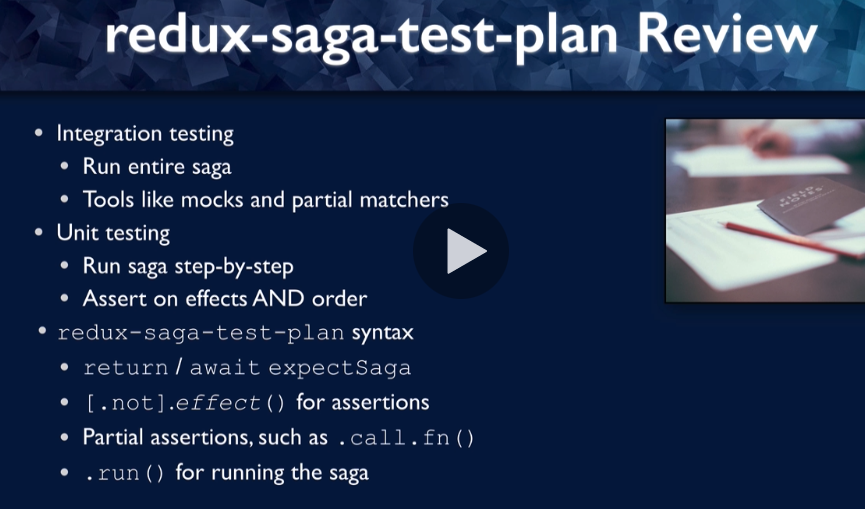 redux-saga-test-plan Review
• Integration testing
• Run entire saga
• Tools like mocks and partial matchers
• Unit testing
• Run saga step-by-step
• Assert on effects AND order
• redux-saga-test-plan syntax
• return / await expectSaga
• [.not].effect() for assertions
• Partial assertions, such as .call.fn()
• .run() for running the saga
FIELD
NOTES